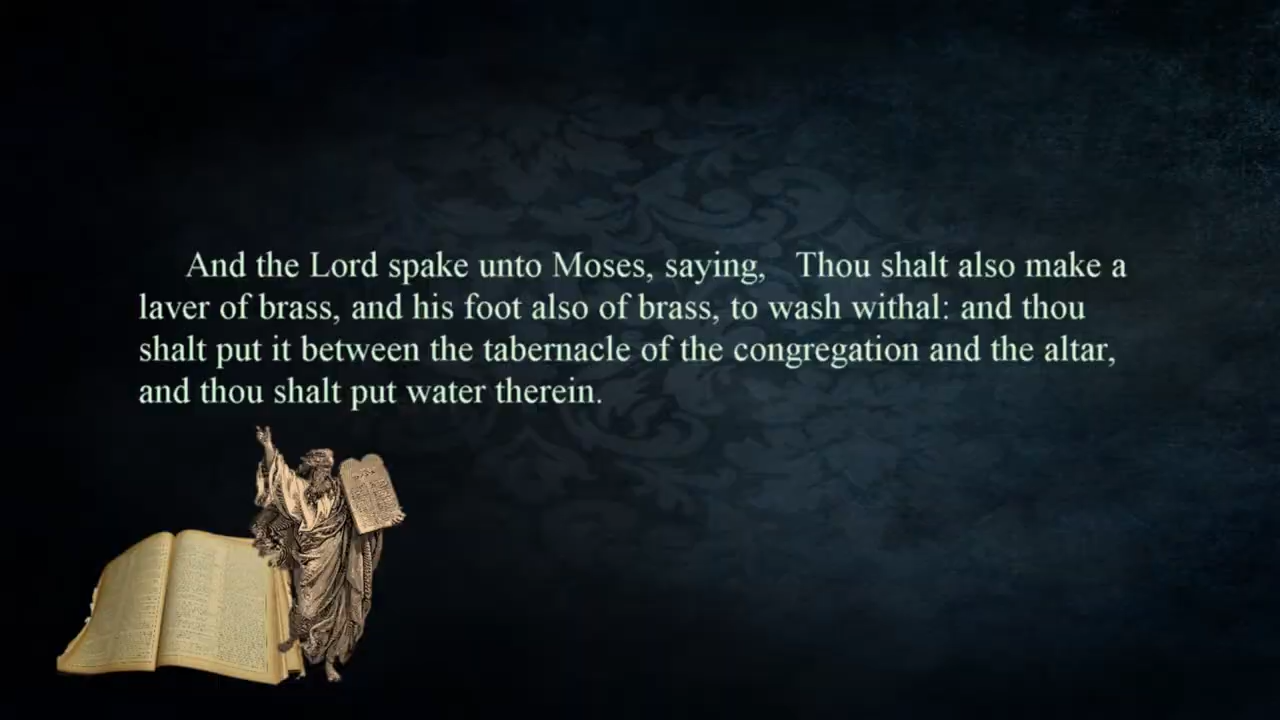 And the Lord spake unto Moses, saying, Thou shalt also make a
laver of brass, and his foot also of brass, to wash withal: and thou
shalt put it between the tabernacle of the congregation and the altar,
and thou shalt put water therein.